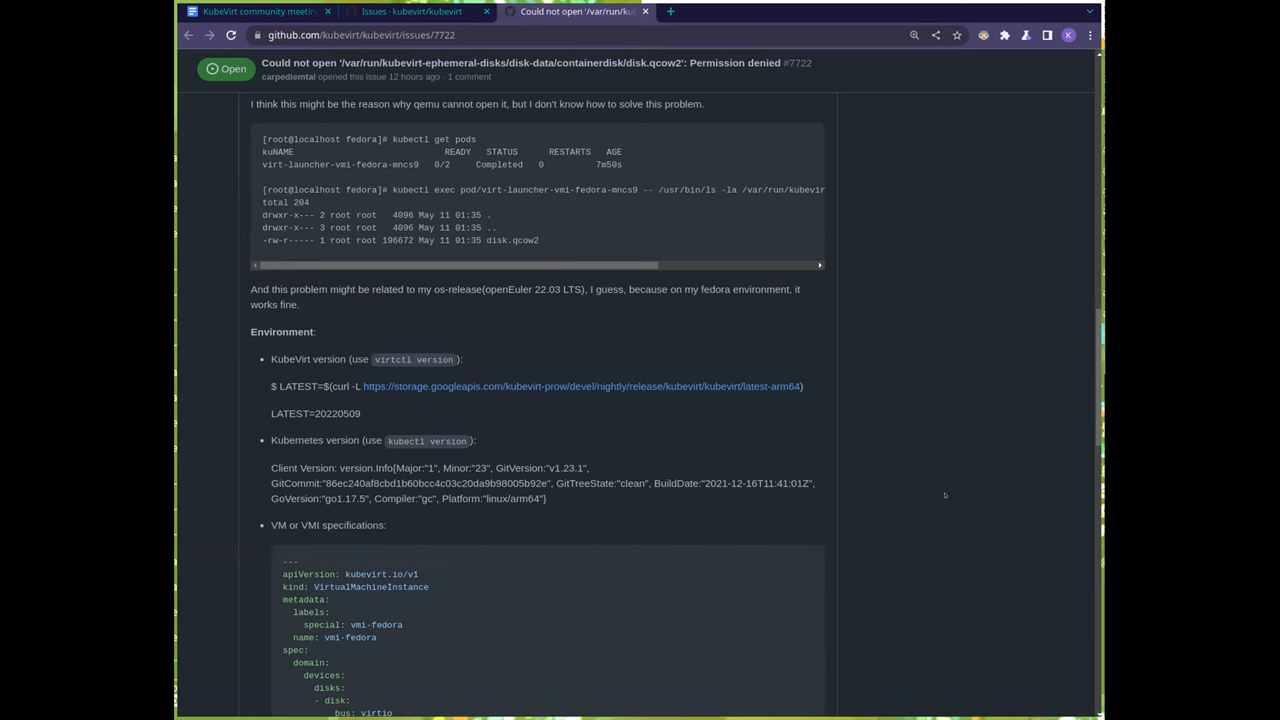 KubeVirt community meetin
Issues · kubevirt/kubevirt
Could not open '/var/run/ku
github.com/kubevirt/kubevirt/issues/7722
K
Open
Could not open '/var/run/kubevirt-ephemeral-disks/disk-data/containerdisk/disk.qcow2': Permission denied #7722
carpediemtal opened this issue 12 hours ago · 1 comment
I think this might be the reason why qemu cannot open it, but I don't know how to solve this problem.
[root@localhost fedora]# kubectl get pods
kuNAME READY STATUS RESTARTS AGE
virt-launcher-vmi-fedora-mncs9 0/2 Completed 0 7m50s
[root@localhost fedora]# kubectl exec pod/virt-launcher-vmi-fedora-mncs9 -- /usr/bin/ls -la /var/run/kubevir
total 204
drwxr-x--- 2 root root 4096 May 11 01:35 .
drwxr-x--- 3 root root 4096 May 11 01:35 ..
-rw-r----- 1 root root 196672 May 11 01:35 disk.qcow2
And this problem might be related to my os-release(openEuler 22.03 LTS), I guess, because on my fedora environment, it
works fine.
Environment:
• KubeVirt version (use virtctl version):
$ LATEST=$(curl -L https://storage.googleapis.com/kubevirt-prow/devel/nightly/release/kubevirt/kubevirt/latest-arm64)
LATEST=20220509
• Kubernetes version (use kubectl version):
Client Version: version.Info{Major:"1", Minor:"23", GitVersion:"v1.23.1",
GitCommit:"86ec240af8cbd1b60bcc4c03c20da9b98005b92e", GitTreeState:"clean", BuildDate:"2021-12-16T11:41:01Z",
GoVersion:"go1.17.5", Compiler:"gc", Platform:"linux/arm64"}
• VM or VMI specifications:
---
apiVersion: kubevirt.io/v1
kind: VirtualMachineInstance
metadata:
labels:
special: vmi-fedora
name: vmi-fedora
spec:
domain:
devices:
disks:
- disk:
bus: virtio